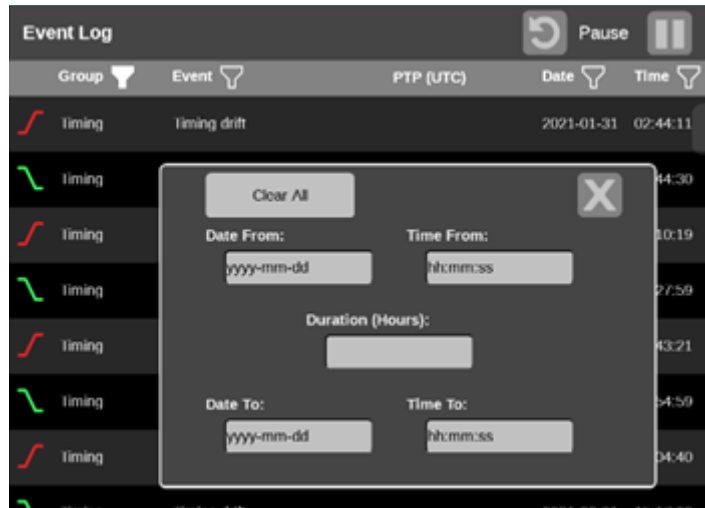 Event Log Pause
Group Event PTP (UTC) Date Time
Timing Timing drift 2021-01-31 02:44:11
Timing 44:30
Clear All X
Timing 10:19
Date From: Time From:
yyyy-mm-dd hh:mm:ss
Timing 27:59
Duration (Hours):
Timing 43:21
Timing 54:59
Date To: Time To:
yyyy-mm-dd hh:mm:ss
Timing 04:40